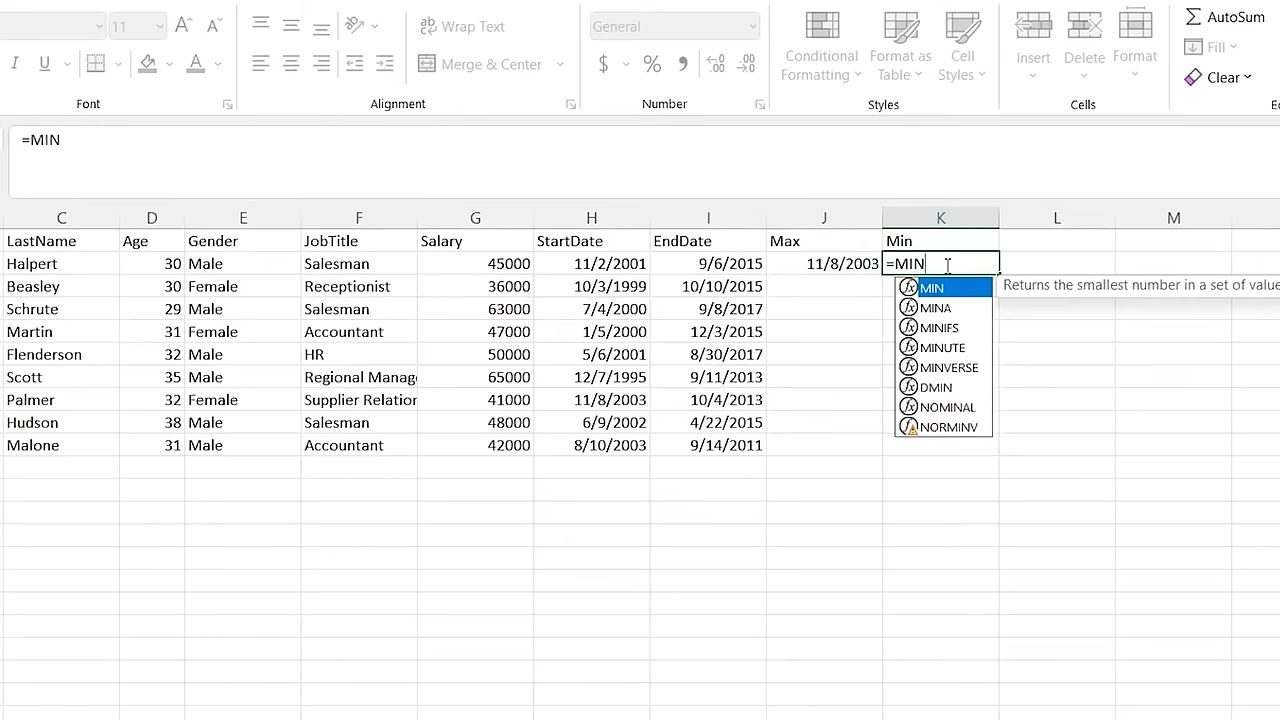 11 A^ Aˇ ab Wrap Text General Conditional Formatting Format as Table Cell Styles Insert Delete Format Σ AutoSum
I U A Merge & Center $ % 9 Fill
Clear
Font Alignment Number Styles Cells
=MIN
C D E F G H I J K L M
LastName Age Gender JobTitle Salary StartDate EndDate Max Min
Halpert 30 Male Salesman 45000 11/2/2001 9/6/2015 11/8/2003 =MIN
Beasley 30 Female Receptionist 36000 10/3/1999 10/10/2015 MIN Returns the smallest number in a set of value
Schrute 29 Male Salesman 63000 7/4/2000 9/8/2017 MINA
Martin 31 Female Accountant 47000 1/5/2000 12/3/2015 MINIFS
MINUTE
Flenderson 32 Male HR 50000 5/6/2001 8/30/2017
MINVERSE
Scott 35 Male Regional Manag 65000 12/7/1995 9/11/2013
DMIN
Palmer 32 Female Supplier Relation 41000 11/8/2003 10/4/2013
NOMINAL
Hudson 38 Male Salesman 48000 6/9/2002 4/22/2015 NORMINV
Malone 31 Male Accountant 42000 8/10/2003 9/14/2011